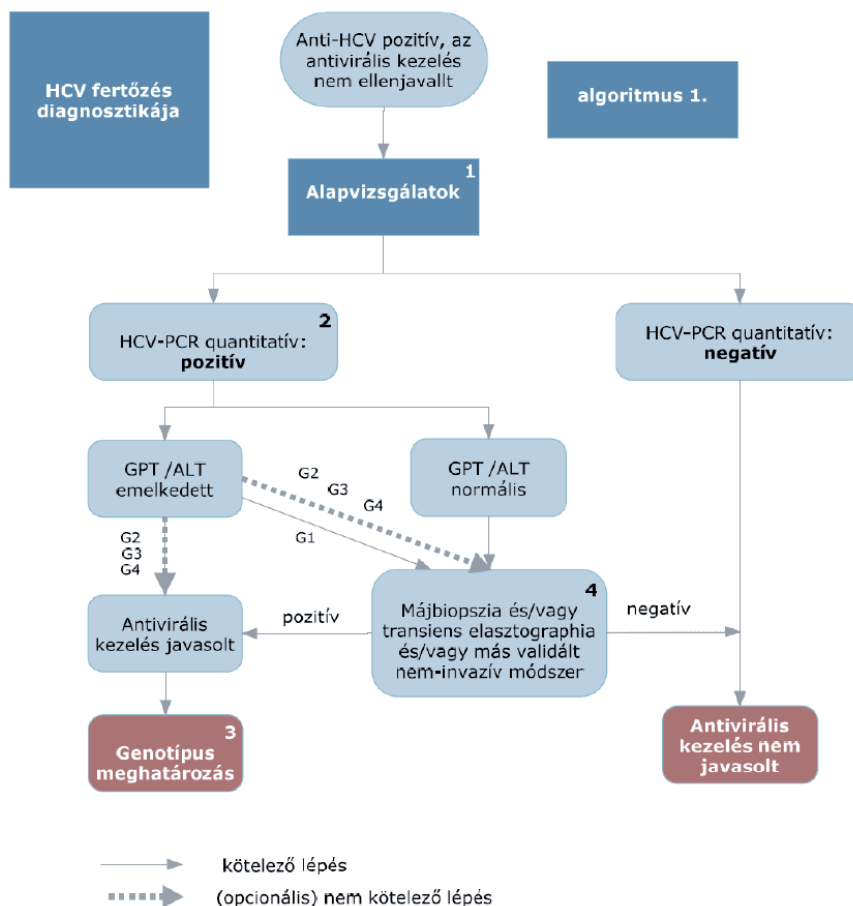 Anti-HCV pozitív, az
antivirális kezelés
nem ellenjavallt
HCV fertőzés
diagnosztikája
algoritmus 1.
1
Alapvizsgálatok
2
HCV-PCR quantitatív:
pozitív
HCV-PCR quantitatív:
negatív
GPT /ALT
emelkedett
G2
G3
G4
G1
GPT /ALT
normális
G2
G3
G4
Antivirális
kezelés javasolt
pozitív
4
Májbiopszia és/vagy
transiens elasztographia
és/vagy más validált
nem-invazív módszer
negatív
3
Genotípus
meghatározás
Antivirális
kezelés nem
javasolt
kötelező lépés
(opcionális) nem kötelező lépés